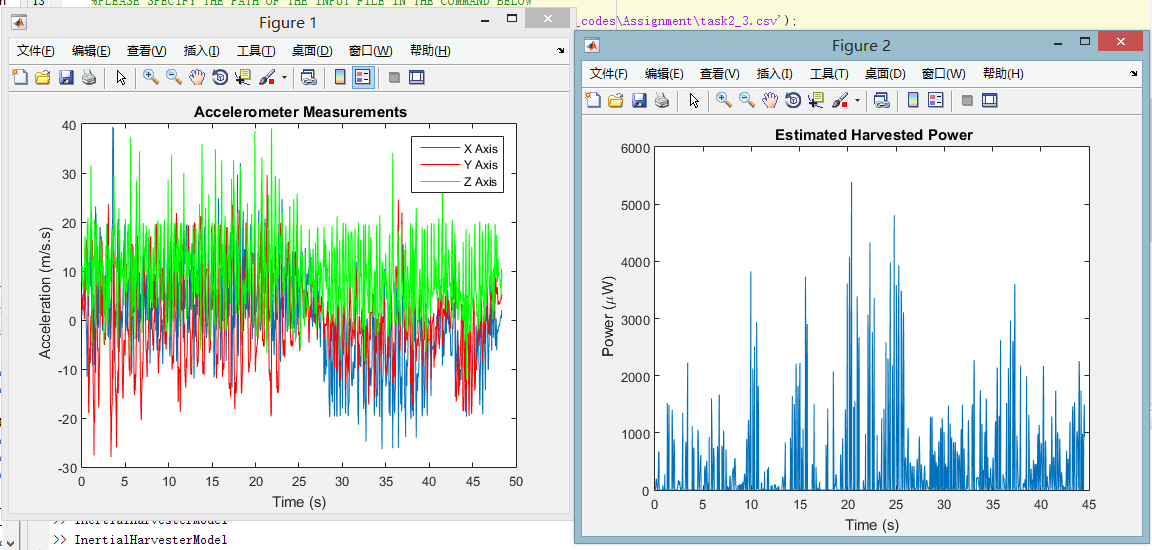 13 %PLEASE SPECIFY THE PATH OF THE INPUT FILE IN THE COMMAND BELOW
_codes\Assignment\task2_3.csv');
Figure 1
文件(F) 编辑(E) 查看(V) 插入(I) 工具(T) 桌面(D) 窗口(W) 帮助(H)
Accelerometer Measurements
X Axis
Y Axis
Z Axis
40
30
20
10
0
-10
-20
-30
Acceleration (m/s.s)
0 5 10 15 20 25 30 35 40 45 50
Time (s)
Figure 2
文件(F) 编辑(E) 查看(V) 插入(I) 工具(T) 桌面(D) 窗口(W) 帮助(H)
Estimated Harvested Power
6000
5000
4000
3000
2000
1000
0
Power (μW)
0 5 10 15 20 25 30 35 40 45
Time (s)
>> InertialHarvesterModel
>> InertialHarvesterModel